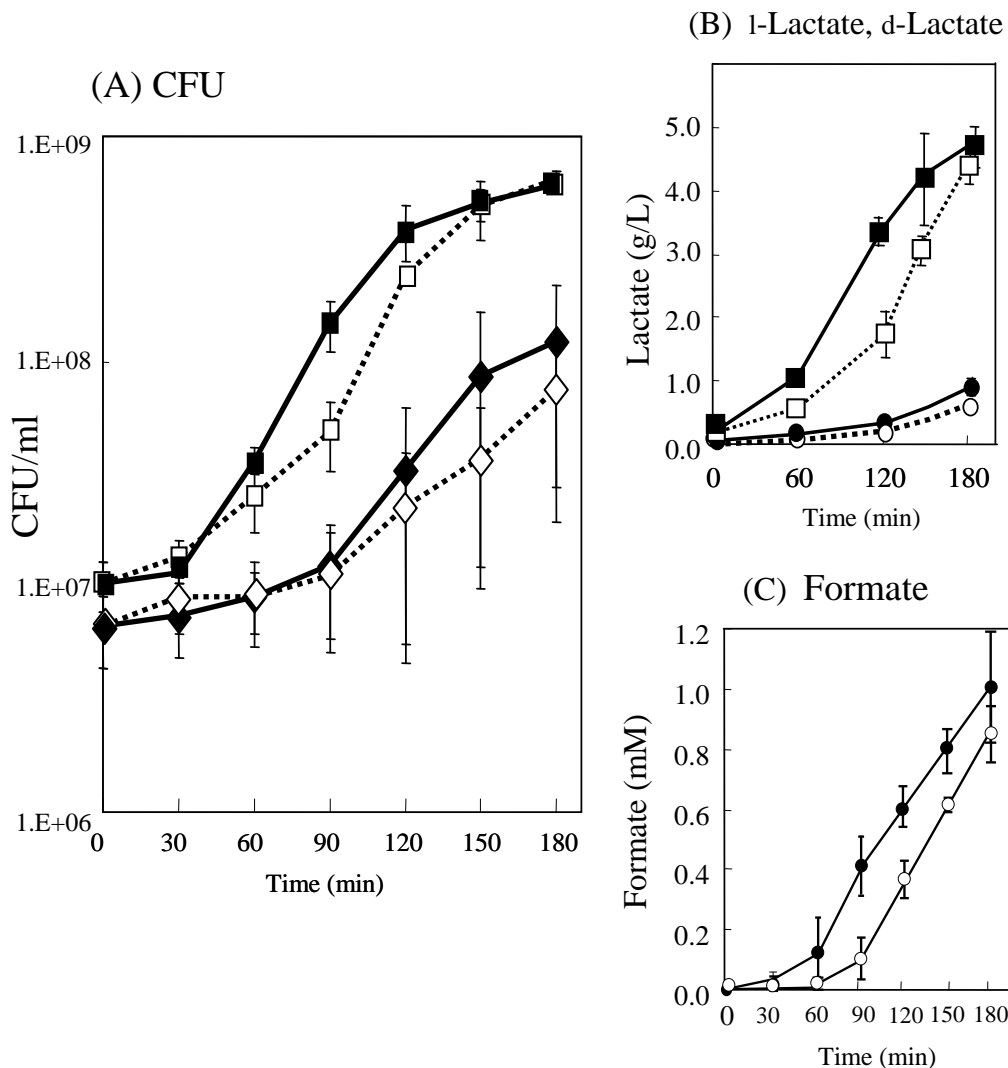 (A) CFU
1.E+09
1.E+08
1.E+07
1.E+06
CFU/ml
0 30 60 90 120 150 180
Time (min)
(B) l-Lactate, d-Lactate
5.0
4.0
3.0
2.0
1.0
0.0
Lactate (g/L)
0 60 120 180
Time (min)
(C) Formate
1.2
1.0
0.8
0.6
0.4
0.2
0.0
Formate (mM)
0 30 60 90 120 150 180
Time (min)